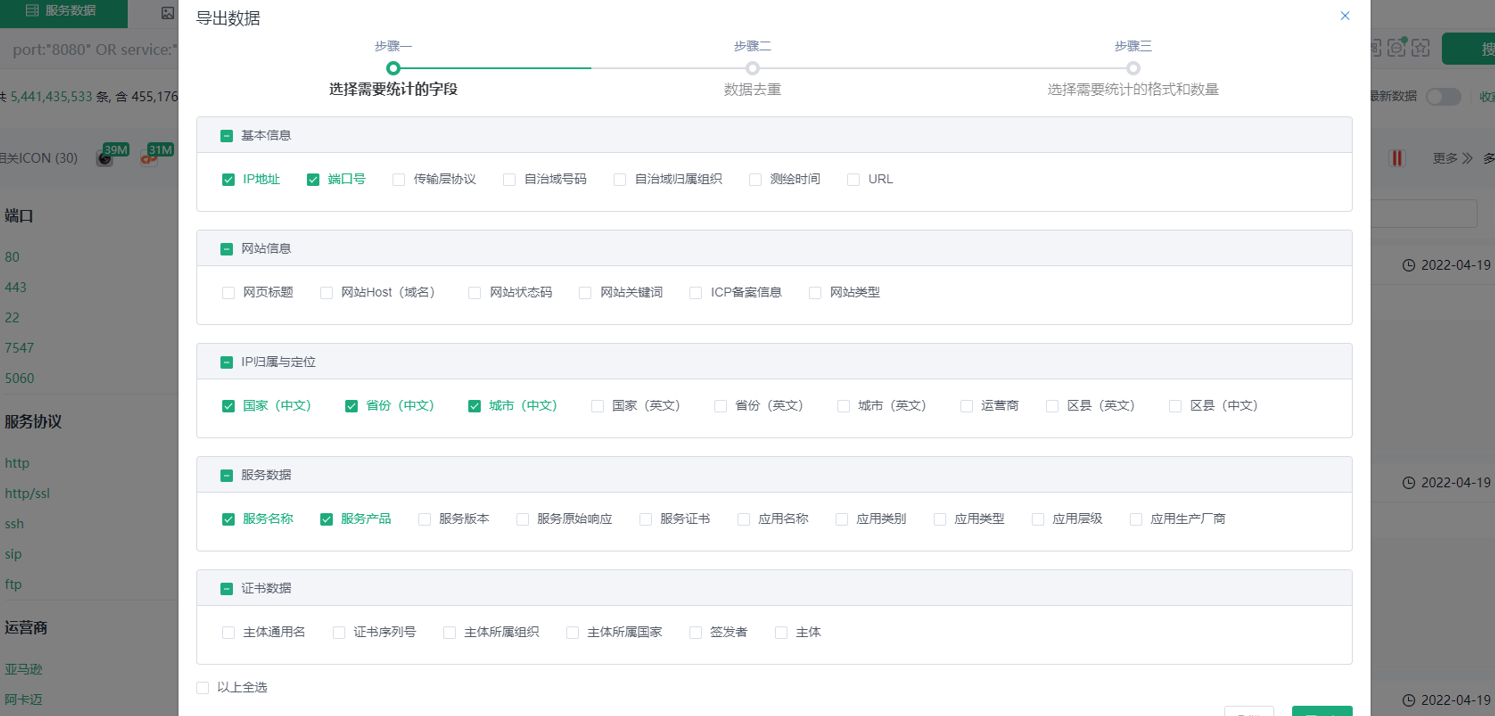 服务数据
导出数据
×
步骤一 步骤二 步骤三
port:"8080" OR service:"
选择需要统计的字段 数据去重 选择需要统计的格式和数量
共 5,441,435,533 条, 含 455,176
最新数据
基本信息
相关ICON (30) 39M 31M
更多 多
IP地址 端口号 传输层协议 自治域号码 自治域归属组织 测绘时间 URL
端口
网站信息
80
2022-04-19
443
网页标题 网站Host（域名） 网站状态码 网站关键词 ICP备案信息 网站类型
22
7547
IP归属与定位
5060
国家（中文） 省份（中文） 城市（中文） 国家（英文） 省份（英文） 城市（英文） 运营商 区县（英文） 区县（中文）
服务协议
http
服务数据
2022-04-19
http/ssl
ssh
服务名称 服务产品 服务版本 服务原始响应 服务证书 应用名称 应用类别 应用类型 应用层级 应用生产厂商
sip
ftp
证书数据
运营商
主体通用名 证书序列号 主体所属组织 主体所属国家 签发者 主体
亚马逊
以上全选
阿卡迈
2022-04-19